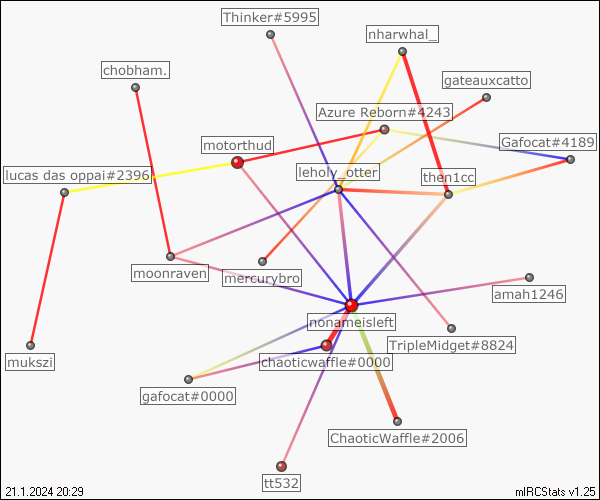 Thinker#5995
nharwhal_
chobham.
gateauxcatto
Azure Reborn#4243
motorthud
Gafocat#4189
lucas das oppai#2396
leholy_otter
then1cc
moonraven
mercurybro
amah1246
nonameisleft
TripleMidget#8824
mukszi
chaoticwaffle#0000
gafocat#0000
ChaoticWaffle#2006
tt532
21.1.2024 20:29
mIRCStats v1.25